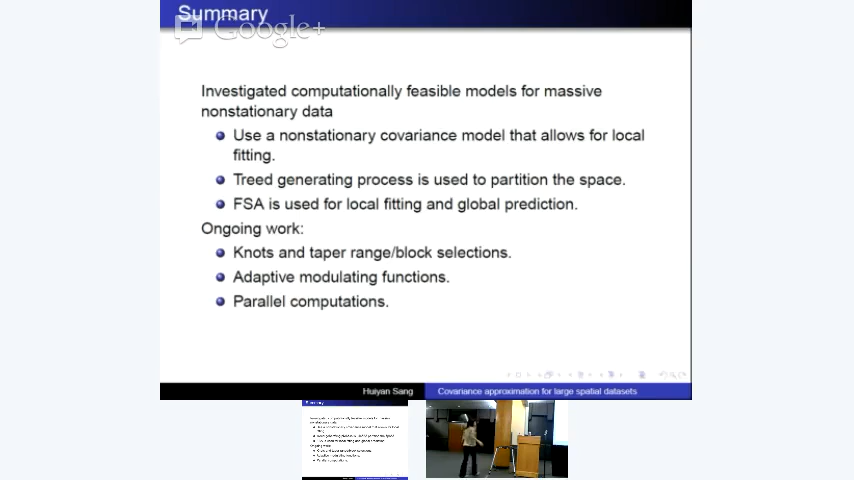 Summary
Google+
Investigated computationally feasible models for massive
nonstationary data
Use a nonstationary covariance model that allows for local
fitting.
Treed generating process is used to partition the space.
FSA is used for local fitting and global prediction.
Ongoing work:
Knots and taper range/block selections.
Adaptive modulating functions.
Parallel computations.
Huiyan Sang
Covariance approximation for large spatial datasets
Summary